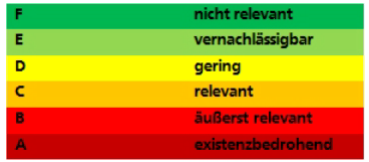 F nicht relevant
E vernachlässigbar
D gering
C relevant
B äußerst relevant
A existenzbedrohend